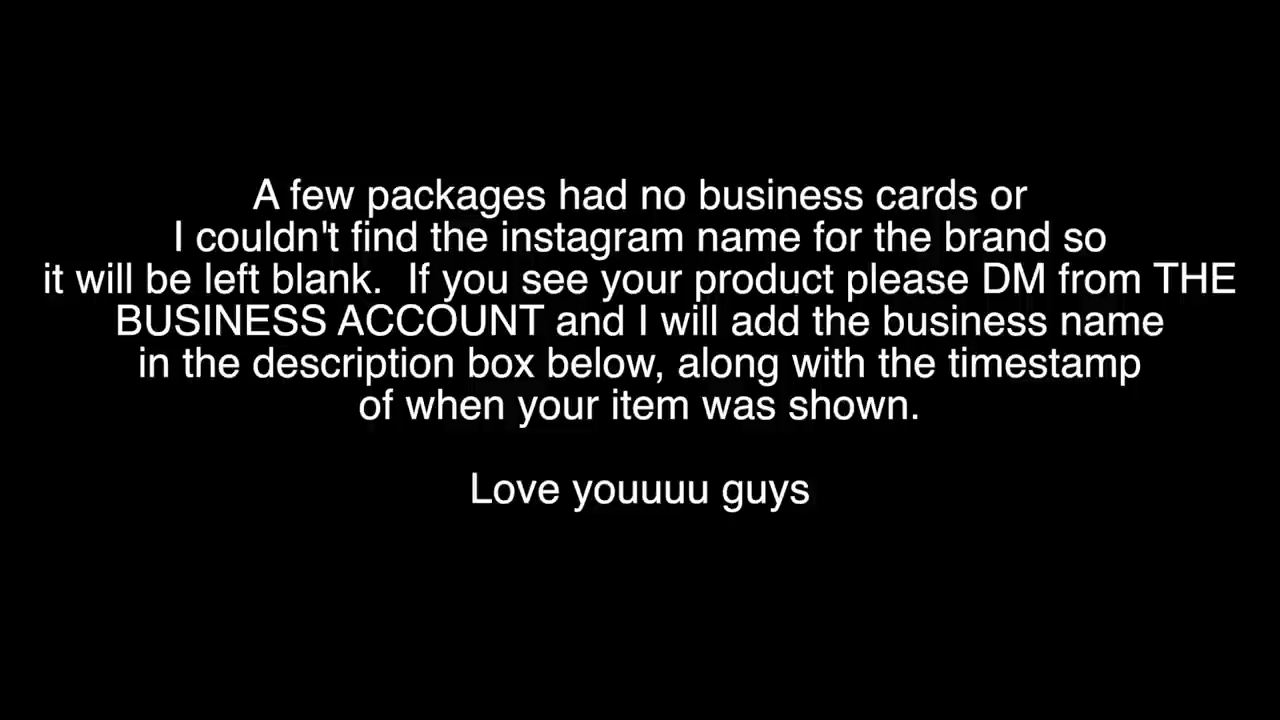 A few packages had no business cards or
I couldn't find the instagram name for the brand so
it will be left blank.  If you see your product please DM from THE
BUSINESS ACCOUNT and I will add the business name
in the description box below, along with the timestamp
of when your item was shown.
Love youuuu guys